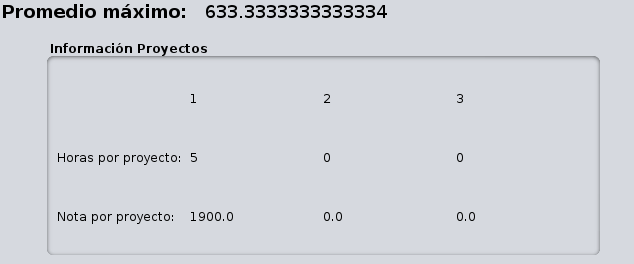 Promedio máximo: 633.3333333333334
Información Proyectos
1 2 3
Horas por proyecto: 5 0 0
Nota por proyecto: 1900.0 0.0 0.0